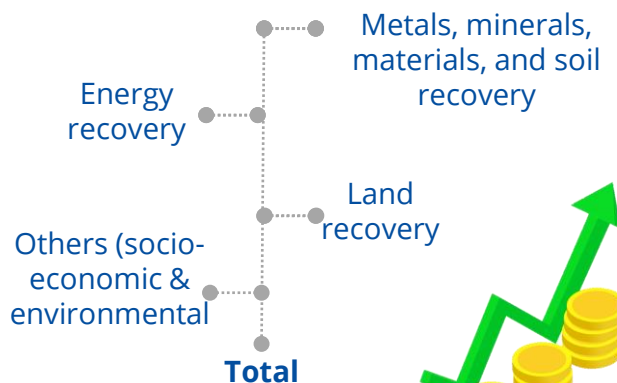 Metals, minerals,
materials, and soil
recovery
Energy
recovery
Land
recovery
Others (socio-
economic &
environmental
Total